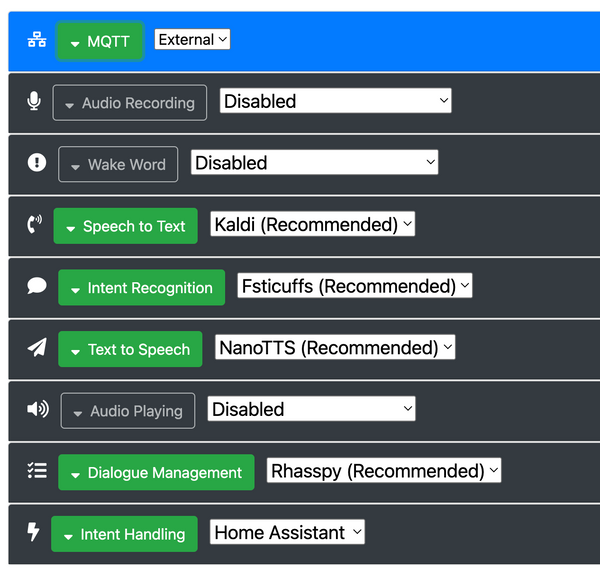 MQTT External
Audio Recording Disabled
Wake Word Disabled
Speech to Text Kaldi (Recommended)
Intent Recognition Fsticuffs (Recommended)
Text to Speech NanoTTS (Recommended)
Audio Playing Disabled
Dialogue Management Rhasspy (Recommended)
Intent Handling Home Assistant